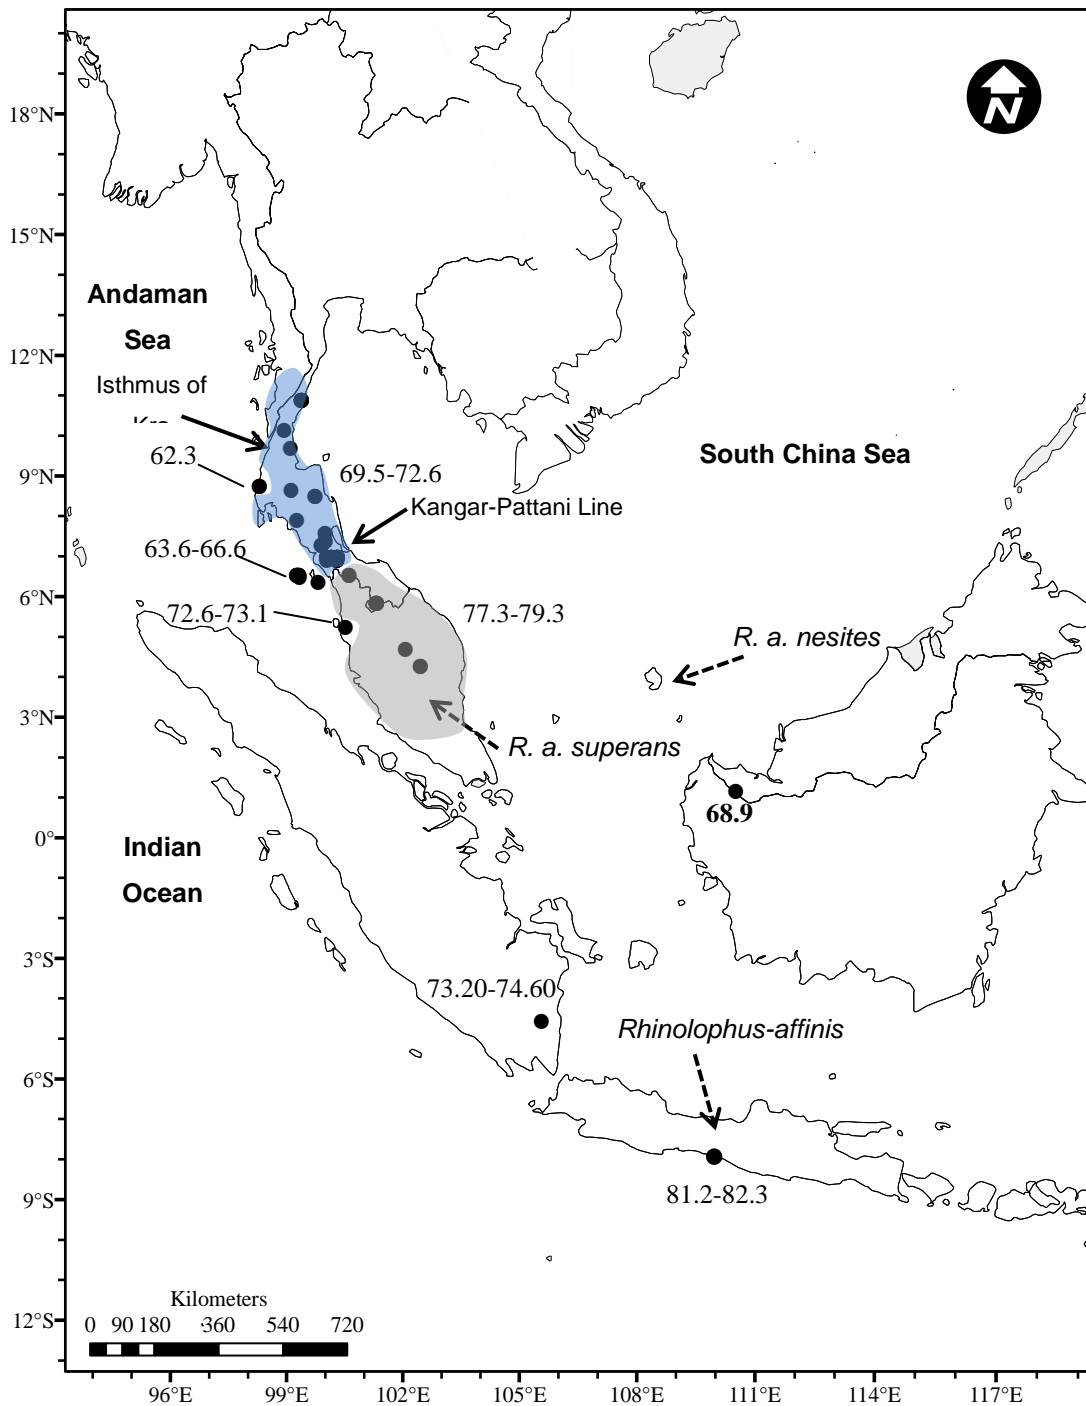 N
18°N
15°N
Andaman
Sea
12°N
Isthmus of
62.3
South China Sea
9°N
69.5-72.6
Kangar-Pattani Line
63.6-66.6
6°N
72.6-73.1
77.3-79.3
R. a. nesites
3°N
R. a. superans
68.9
0°
Indian
Ocean
3°S
73.20-74.60
Rhinolophus-affinis
6°S
81.2-82.3
9°S
Kilometers
12°S
0 90 180 360 540 720
96°E 99°E 102°E 105°E 108°E 111°E 114°E 117°E